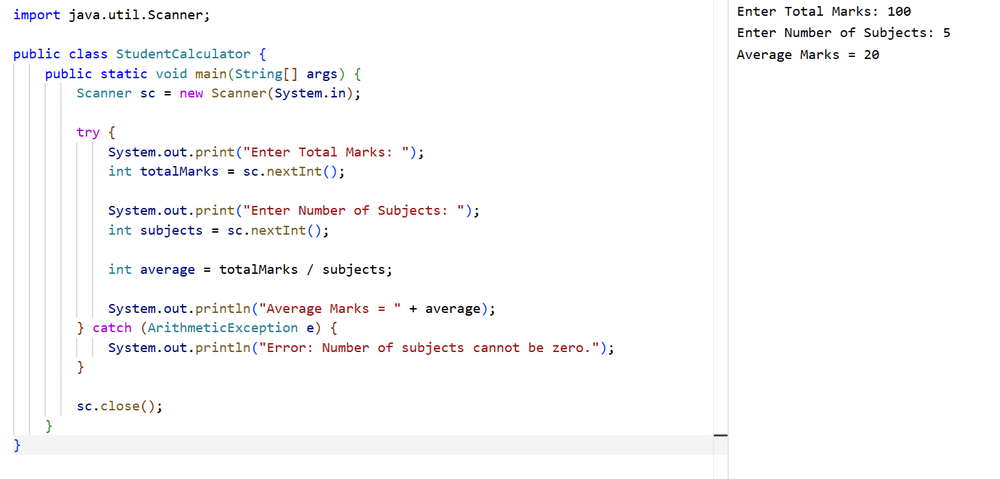 import java.util.Scanner;
public class StudentCalculator {
    public static void main(String[] args) {
        Scanner sc = new Scanner(System.in);
        try {
            System.out.print("Enter Total Marks: ");
            int totalMarks = sc.nextInt();
            System.out.print("Enter Number of Subjects: ");
            int subjects = sc.nextInt();
            int average = totalMarks / subjects;
            System.out.println("Average Marks = " + average);
        } catch (ArithmeticException e) {
            System.out.println("Error: Number of subjects cannot be zero.");
        }
        sc.close();
    }
}
Enter Total Marks: 100
Enter Number of Subjects: 5
Average Marks = 20